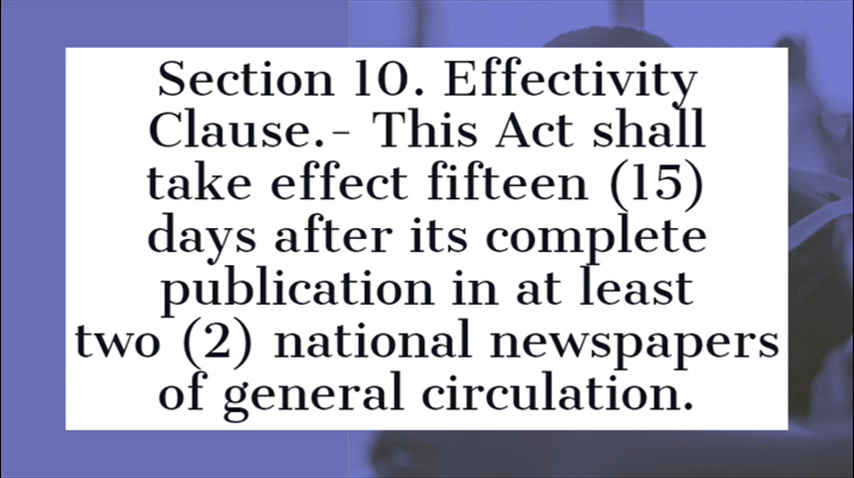 Section 10. Effectivity
Clause.- This Act shall
take effect fifteen (15)
days after its complete
publication in at least
two (2) national newspapers
of general circulation.